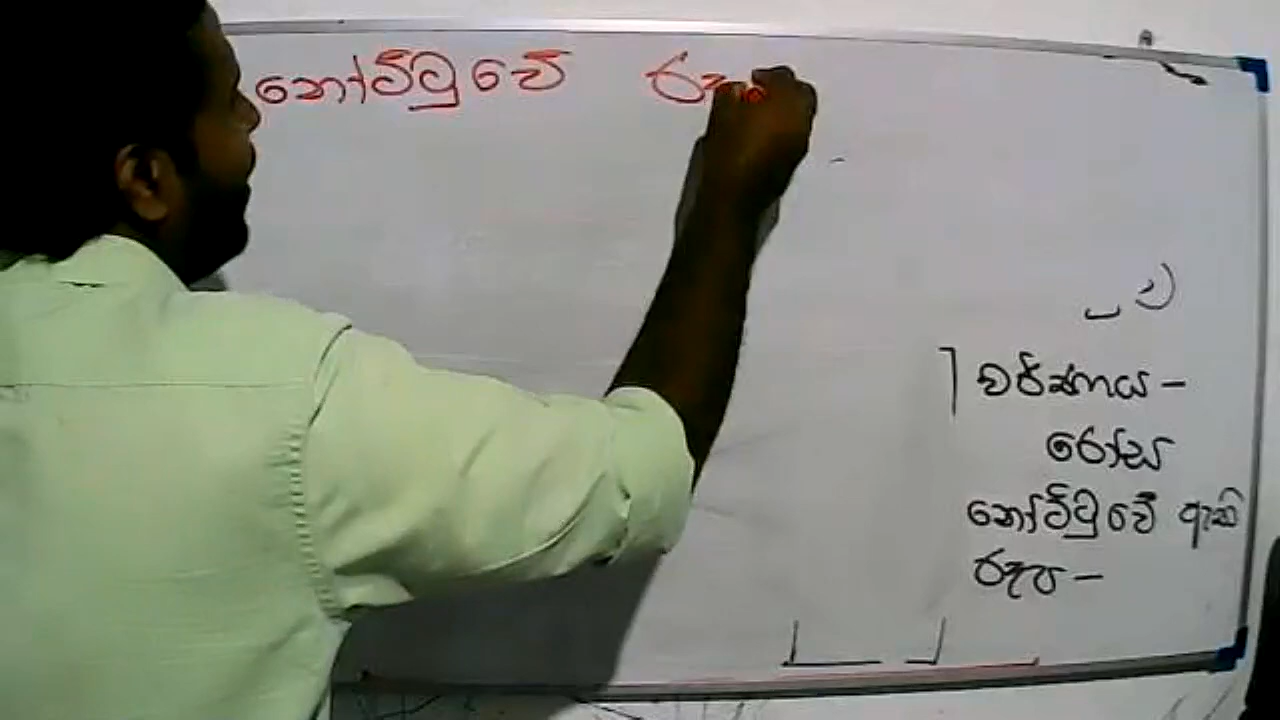 නෝට්ටුවේ රූප
වර්ණය –
රෝස
නෝට්ටුවේ ඇති
රූප –